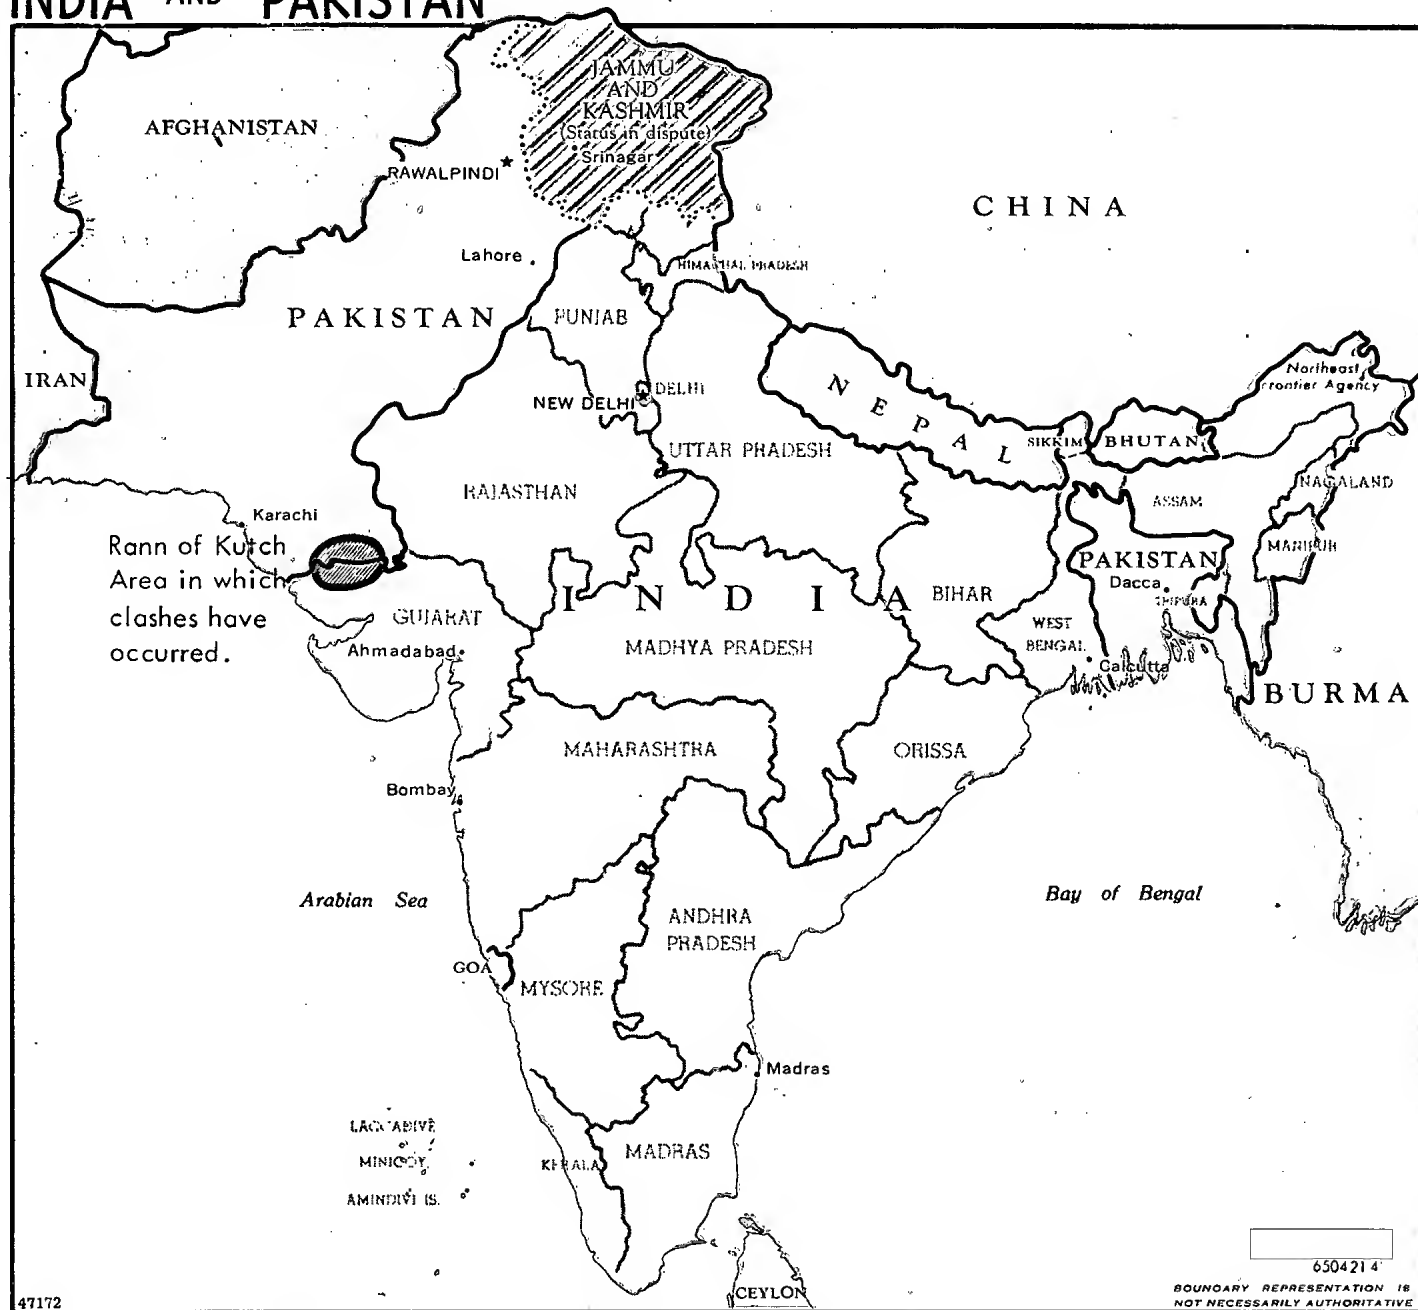 INDIA AND PAKISTAN
JAMMU
AND
KASHMIR
(Status in dispute)
Srinagar
AFGHANISTAN
RAWALPINDI
CHINA
Lahore
HIMACHAL PRADESH
PAKISTAN
PUNJAB
IRAN
Northeast
Frontier Agency
DELHI
NEW DELHI
NEPAL
SIKKIM
BHUTAN
UTTAR PRADESH
RAJASTHAN
NAGALAND
ASSAM
Karachi
Rann of Kutch
Area in which
clashes have
occurred.
MANIPUR
PAKISTAN
Dacca
TRIPURA
INDIA
BIHAR
GUJARAT
WEST
BENGAL
MADHYA PRADESH
Ahmadabad
Calcutta
BURMA
MAHARASHTRA
ORISSA
Bombay
Arabian Sea
Bay of Bengal
ANDHRA
PRADESH
GOA
MYSORE
Madras
LACCADIVE
MINICOY
AMINDIVI IS.
KERALA
MADRAS
CEYLON
650421 4
BOUNDARY REPRESENTATION IS
NOT NECESSARILY AUTHORITATIVE
47172